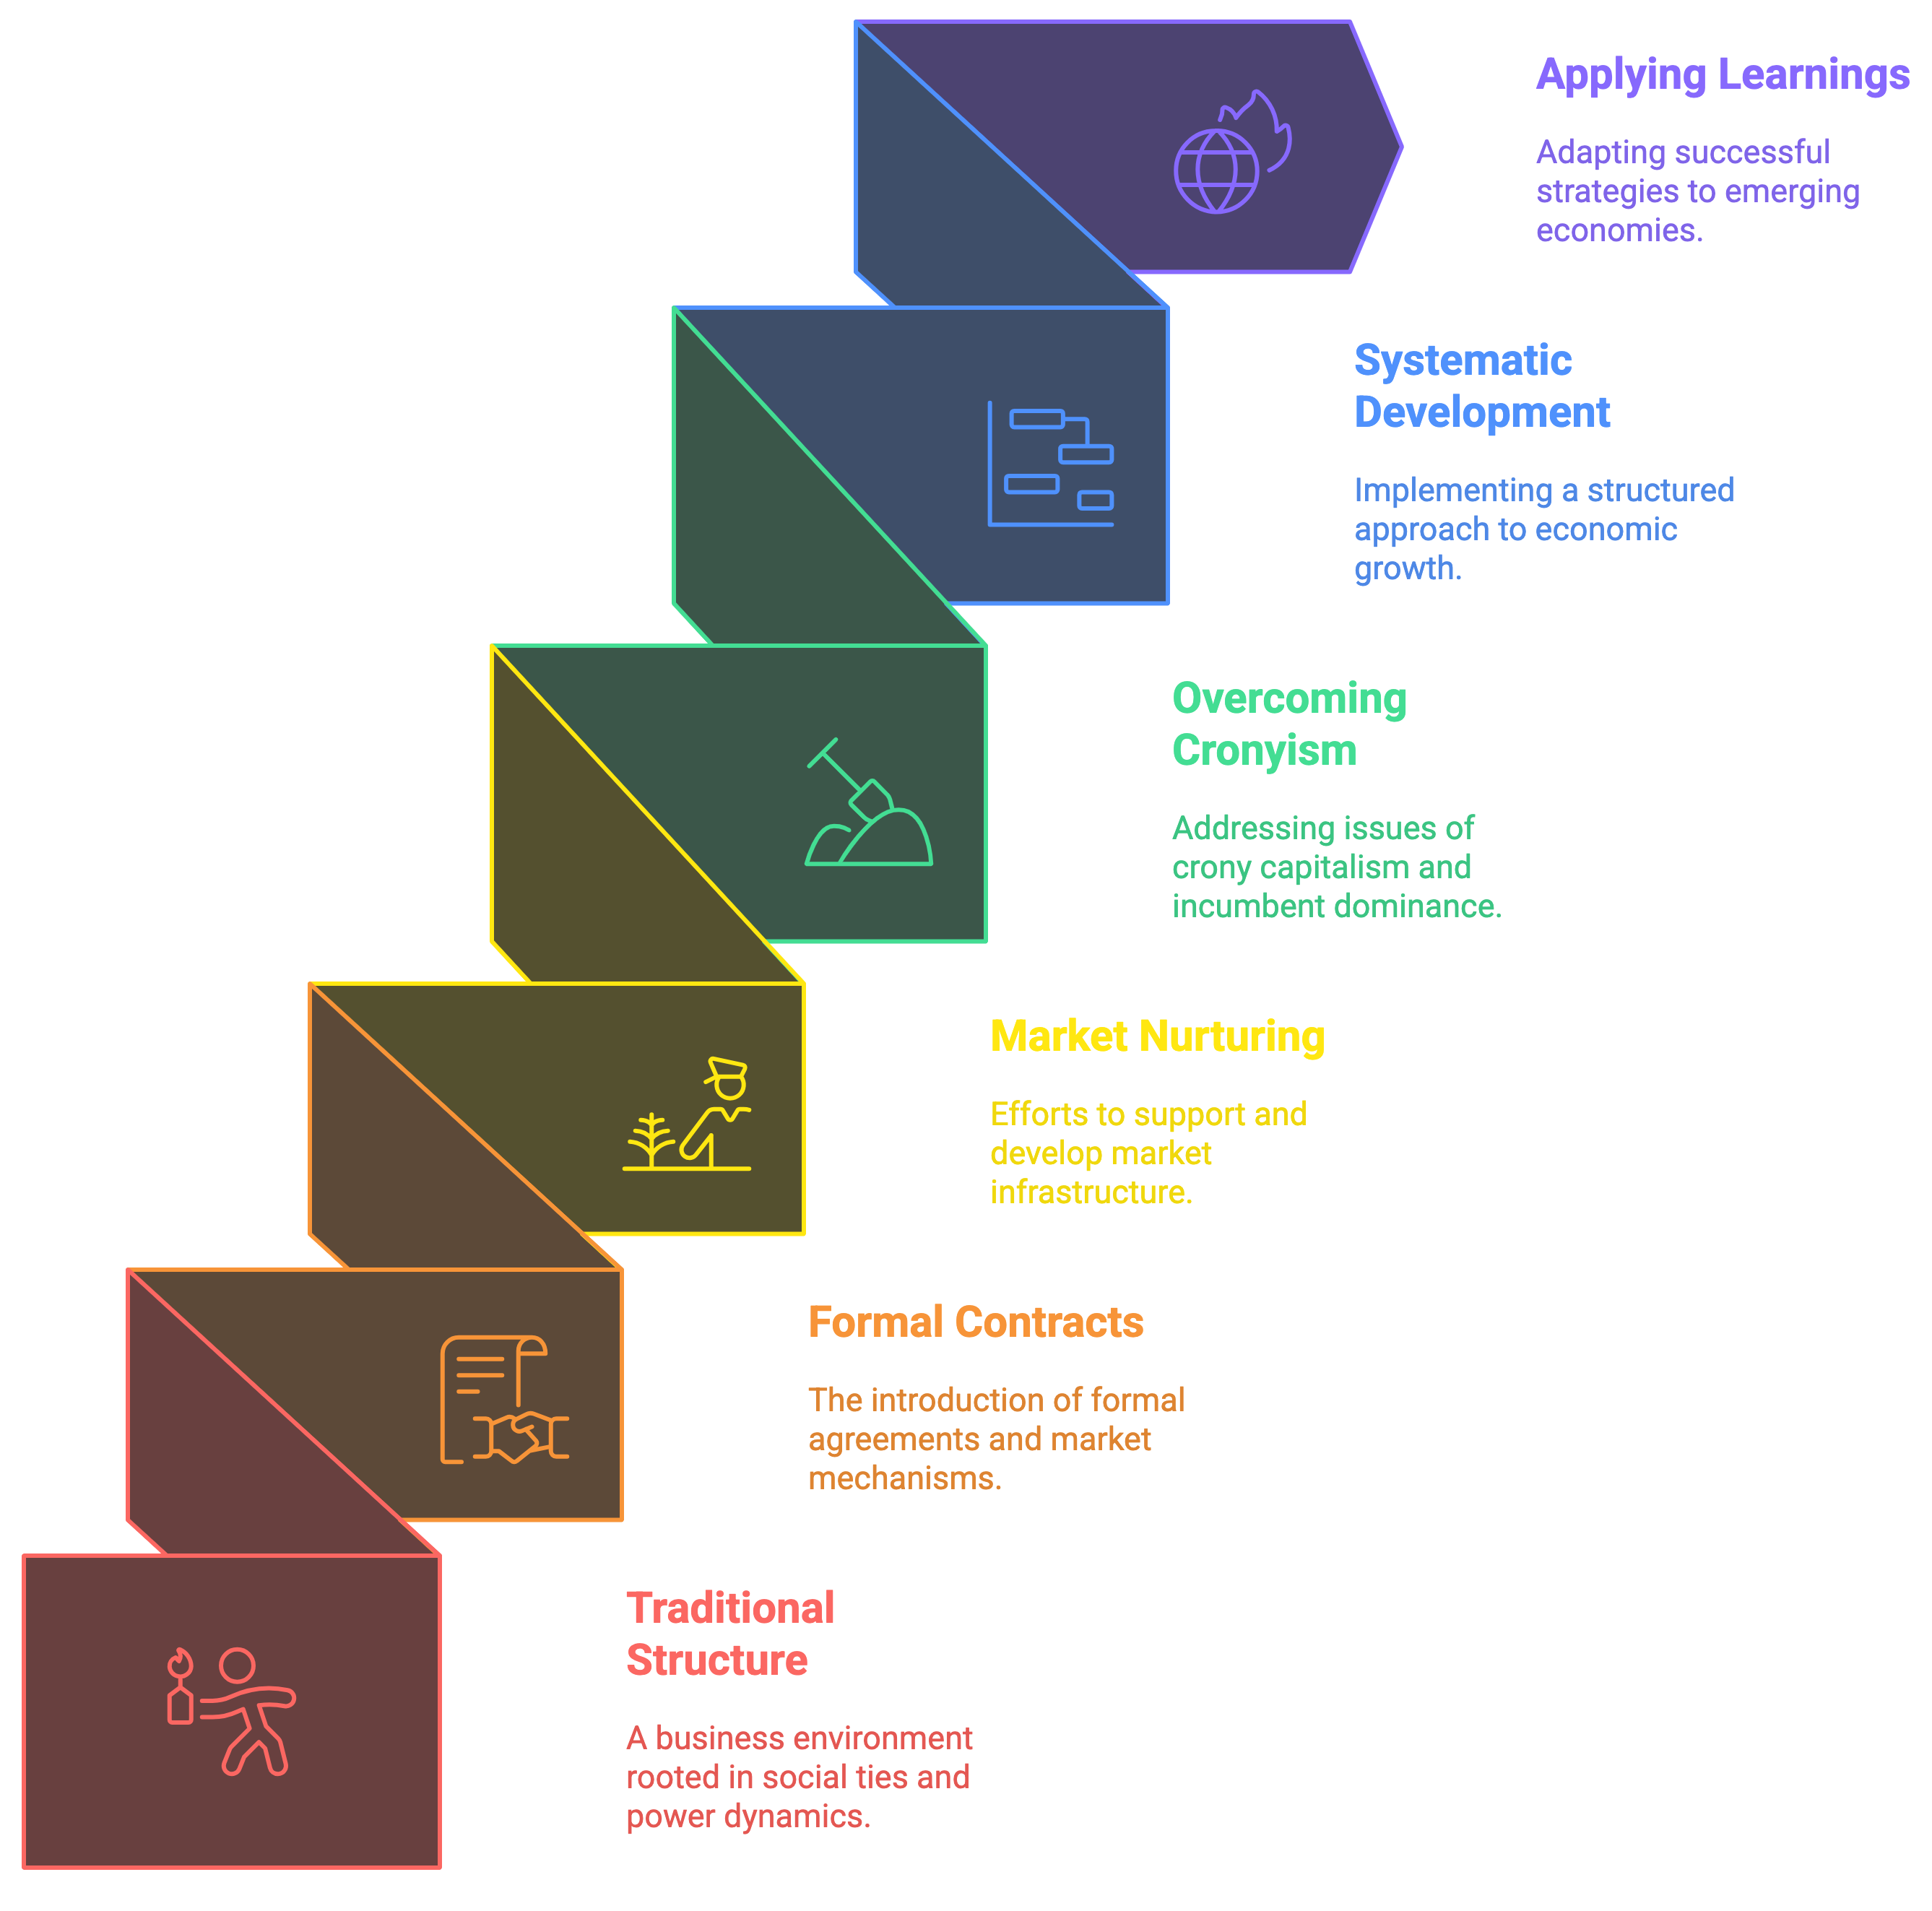 Applying Learnings
Adapting successful
strategies to emerging
economies.
Systematic
Development
Implementing a structured
approach to economic
growth.
Overcoming
Cronyism
Addressing issues of
crony capitalism and
incumbent dominance.
Market Nurturing
Efforts to support and
develop market
infrastructure.
Formal Contracts
The introduction of formal
agreements and market
mechanisms.
Traditional
Structure
A business environment
rooted in social ties and
power dynamics.